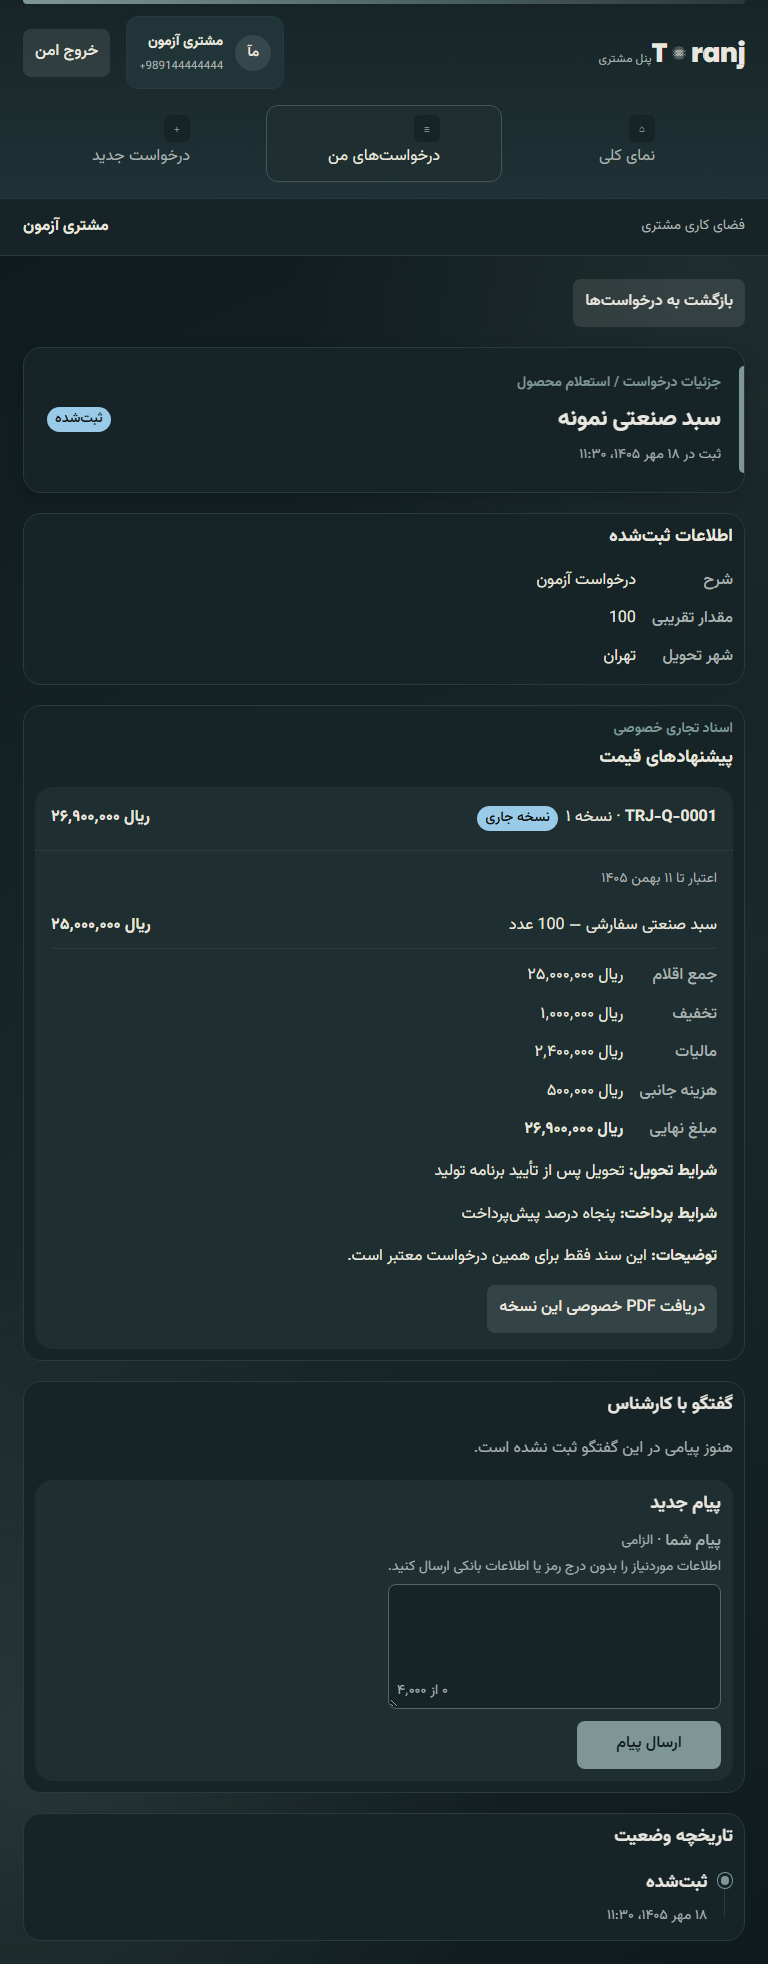 Toranj پنل مشتری
مآ
مشتری آزمون
+989144444444
خروج امن
نمای کلی
درخواست‌های من
درخواست جدید
فضای کاری مشتری
مشتری آزمون
بازگشت به درخواست‌ها
جزئیات درخواست / استعلام محصول
سبد صنعتی نمونه
ثبت‌شده
ثبت در ۱۸ مهر ۱۴۰۵، ۱۱:۳۰
اطلاعات ثبت‌شده
شرح درخواست آزمون
مقدار تقریبی 100
شهر تحویل تهران
اسناد تجاری خصوصی
پیشنهادهای قیمت
TRJ-Q-0001 · نسخه ۱ نسخه جاری ۲۶,۹۰۰,۰۰۰ ریال
اعتبار تا ۱۱ بهمن ۱۴۰۵
سبد صنعتی سفارشی — 100 عدد ۲۵,۰۰۰,۰۰۰ ریال
جمع اقلام ۲۵,۰۰۰,۰۰۰ ریال
تخفیف ۱,۰۰۰,۰۰۰ ریال
مالیات ۲,۴۰۰,۰۰۰ ریال
هزینه جانبی ۵۰۰,۰۰۰ ریال
مبلغ نهایی ۲۶,۹۰۰,۰۰۰ ریال
شرایط تحویل: تحویل پس از تأیید برنامه تولید
شرایط پرداخت: پنجاه درصد پیش‌پرداخت
توضیحات: این سند فقط برای همین درخواست معتبر است.
دریافت PDF خصوصی این نسخه
گفتگو با کارشناس
هنوز پیامی در این گفتگو ثبت نشده است.
پیام جدید
پیام شما · الزامی
اطلاعات موردنیاز را بدون درج رمز یا اطلاعات بانکی ارسال کنید.
۰ از ۴,۰۰۰
ارسال پیام
تاریخچه وضعیت
ثبت‌شده
۱۸ مهر ۱۴۰۵، ۱۱:۳۰